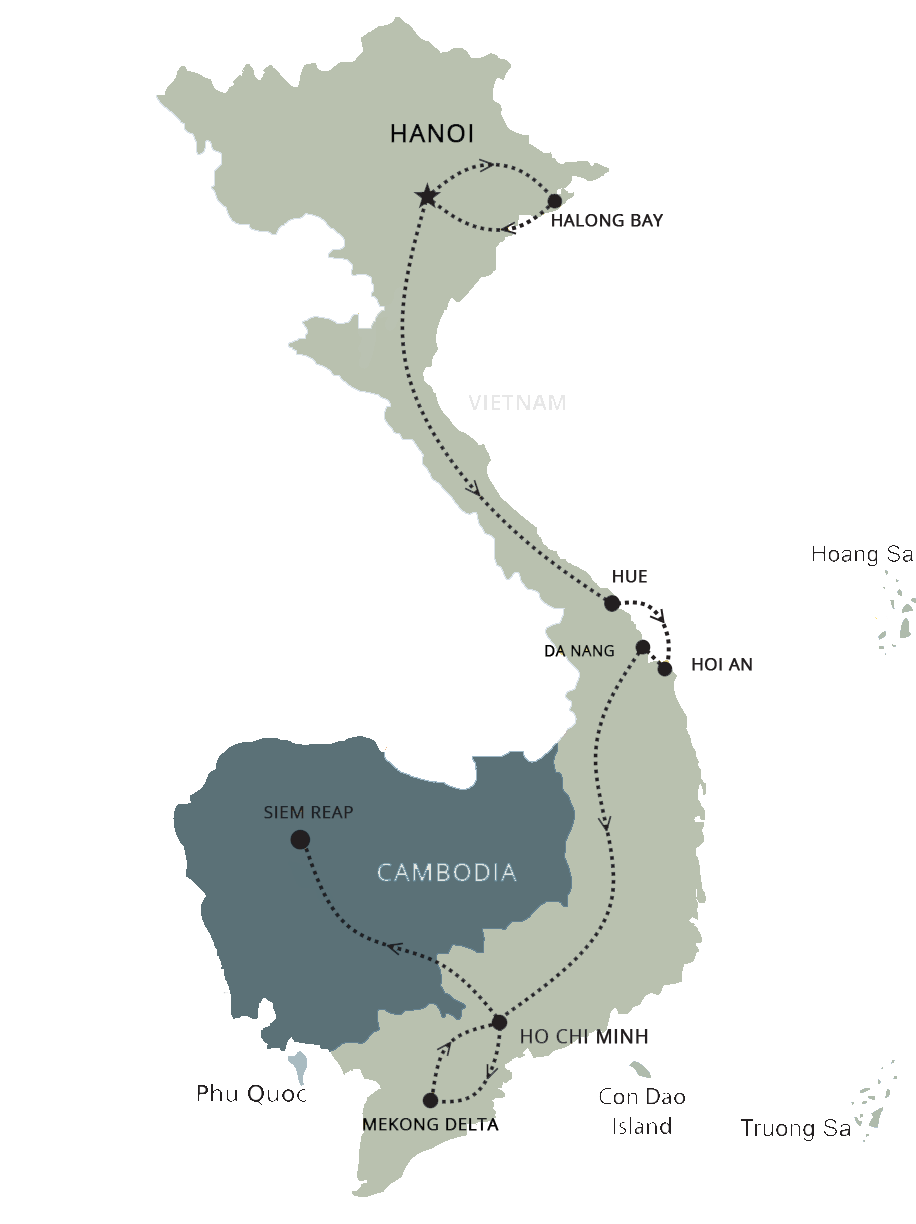 HANOI
HALONG BAY
VIETNAM
Hoang Sa
HUE
DA NANG
HOI AN
SIEM REAP
CAMBODIA
HO CHI MINH
Phu Quoc
Con Dao
Island
MEKONG DELTA
Truong Sa